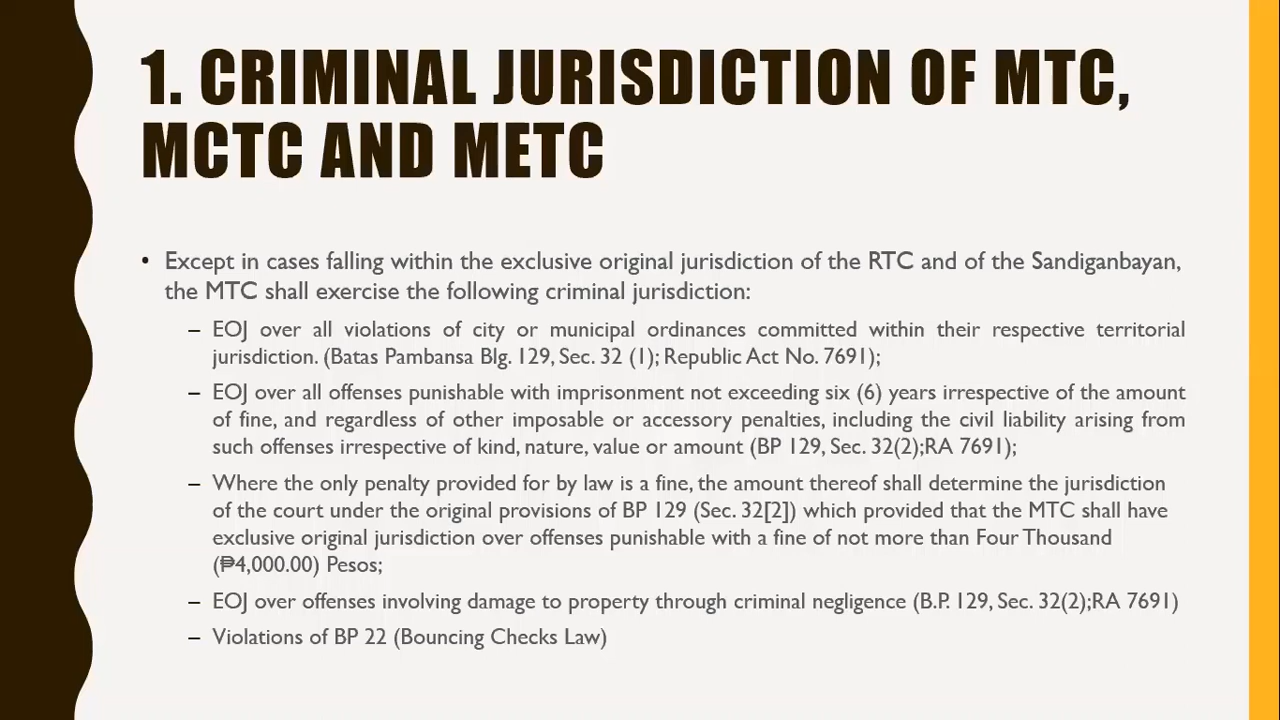 1. CRIMINAL JURISDICTION OF MTC,
MCTC AND METC
• Except in cases falling within the exclusive original jurisdiction of the RTC and of the Sandiganbayan,
the MTC shall exercise the following criminal jurisdiction:
– EOJ over all violations of city or municipal ordinances committed within their respective territorial
jurisdiction. (Batas Pambansa Blg. 129, Sec. 32 (1); Republic Act No. 7691);
– EOJ over all offenses punishable with imprisonment not exceeding six (6) years irrespective of the amount
of fine, and regardless of other imposable or accessory penalties, including the civil liability arising from
such offenses irrespective of kind, nature, value or amount (BP 129, Sec. 32(2);RA 7691);
– Where the only penalty provided for by law is a fine, the amount thereof shall determine the jurisdiction
of the court under the original provisions of BP 129 (Sec. 32[2]) which provided that the MTC shall have
exclusive original jurisdiction over offenses punishable with a fine of not more than Four Thousand
(₱4,000.00) Pesos;
– EOJ over offenses involving damage to property through criminal negligence (B.P. 129, Sec. 32(2);RA 7691)
– Violations of BP 22 (Bouncing Checks Law)